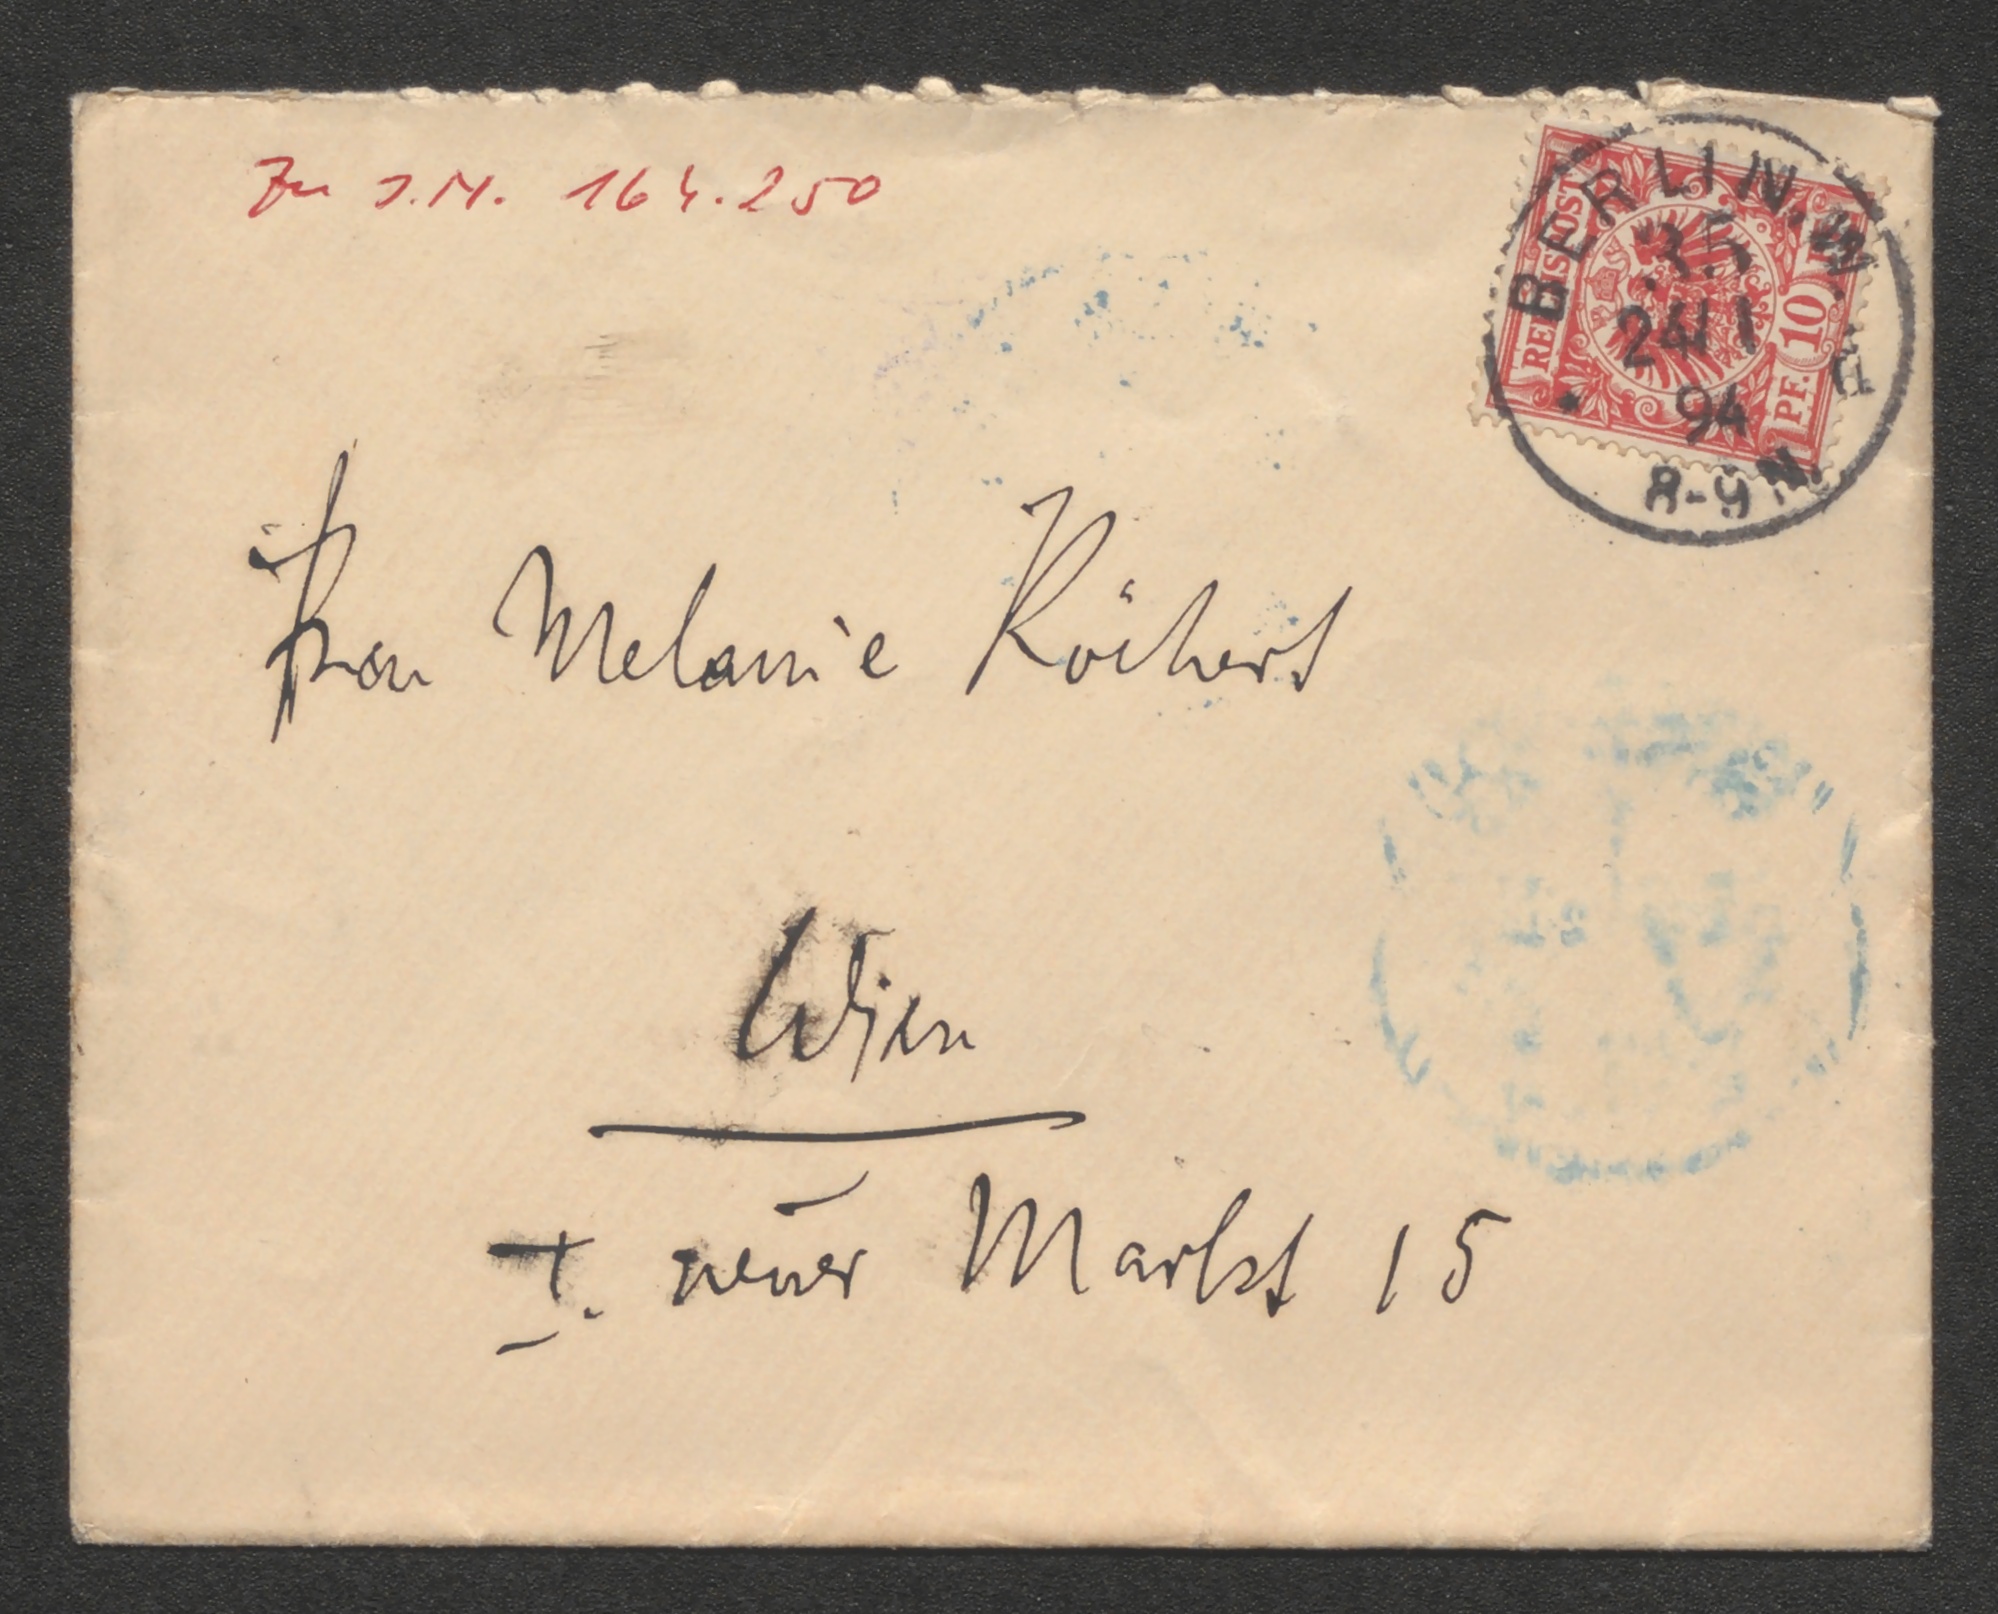 Zu I.N. 164.250
REICHSPOST
10
PF.
BERLIN.W.
35
24/1
94
8-9N.
d
Frau Melanie Köchert
Wien
I. neuer Markt 15